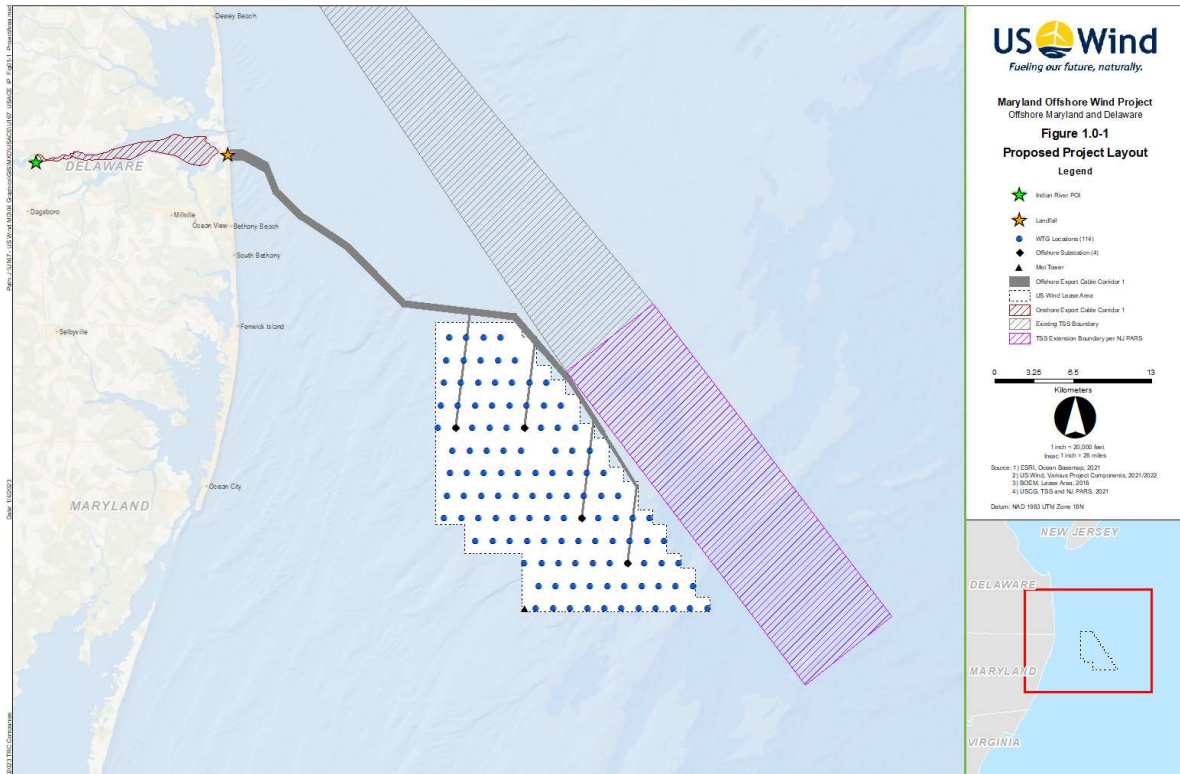 Dewey Beach
DELAWARE
Dagsboro
Millville
Ocean View
Bethany Beach
South Bethany
Selbyville
Fenwick Island
Ocean City
MARYLAND
Date: 1/4/2023
US Wind
Fueling our future, naturally.
Maryland Offshore Wind Project
Offshore Maryland and Delaware
Figure 1.0-1
Proposed Project Layout
Legend
Indian River POI
Landfall
WTG Locations (114)
Offshore Substation (4)
Met Tower
Offshore Export Cable Corridor 1
US Wind Lease Area
Onshore Export Cable Corridor 1
Existing TSS Boundary
TSS Extension Boundary per NJ PARS
0 3.25 6.5 13
Kilometers
1 inch = 20,000 feet
Inset: 1 inch = 28 miles
Source: 1) ESRI, Ocean Basemap, 2021
2) US Wind, Various Project Components, 2021/2022
3) BOEM, Lease Area, 2018
4) USCG, TSS and NJ PARS, 2021
Datum: NAD 1983 UTM Zone 18N
NEW JERSEY
DELAWARE
MARYLAND
VIRGINIA